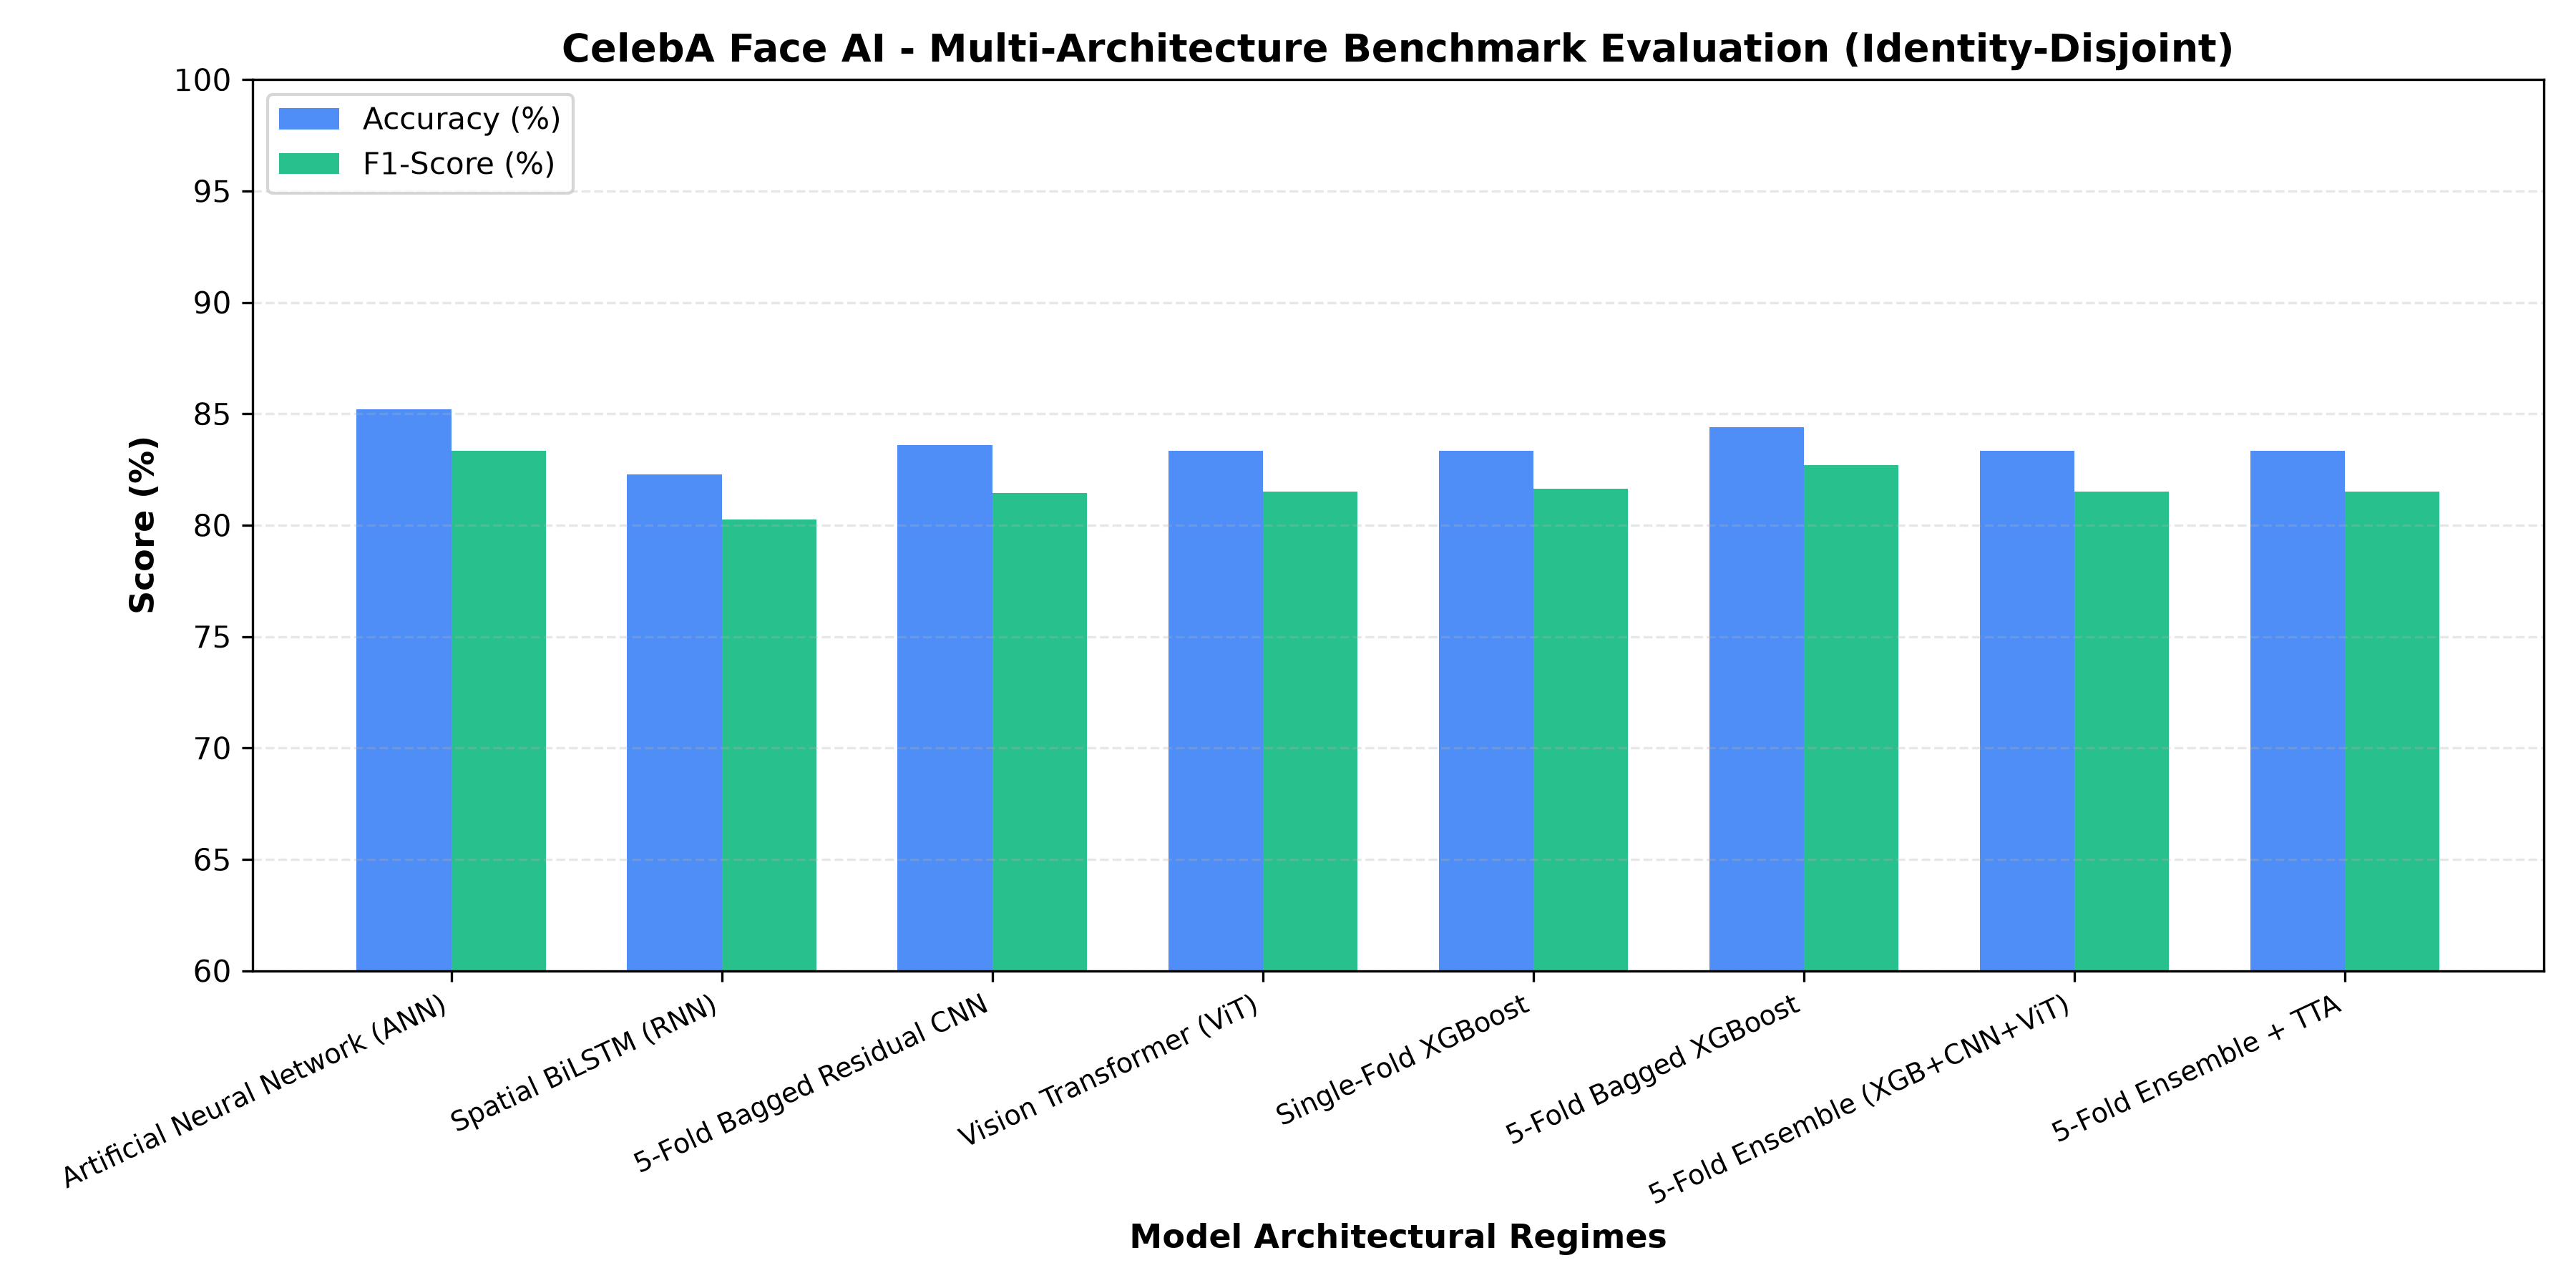 CelebA Face AI - Multi-Architecture Benchmark Evaluation (Identity-Disjoint)
Accuracy (%)
F1-Score (%)
Score (%)
100
95
90
85
80
75
70
65
60
Artificial Neural Network (ANN)
Spatial BiLSTM (RNN)
5-Fold Bagged Residual CNN
Vision Transformer (ViT)
Single-Fold XGBoost
5-Fold Bagged XGBoost
5-Fold Ensemble (XGB+CNN+ViT)
5-Fold Ensemble + TTA
Model Architectural Regimes